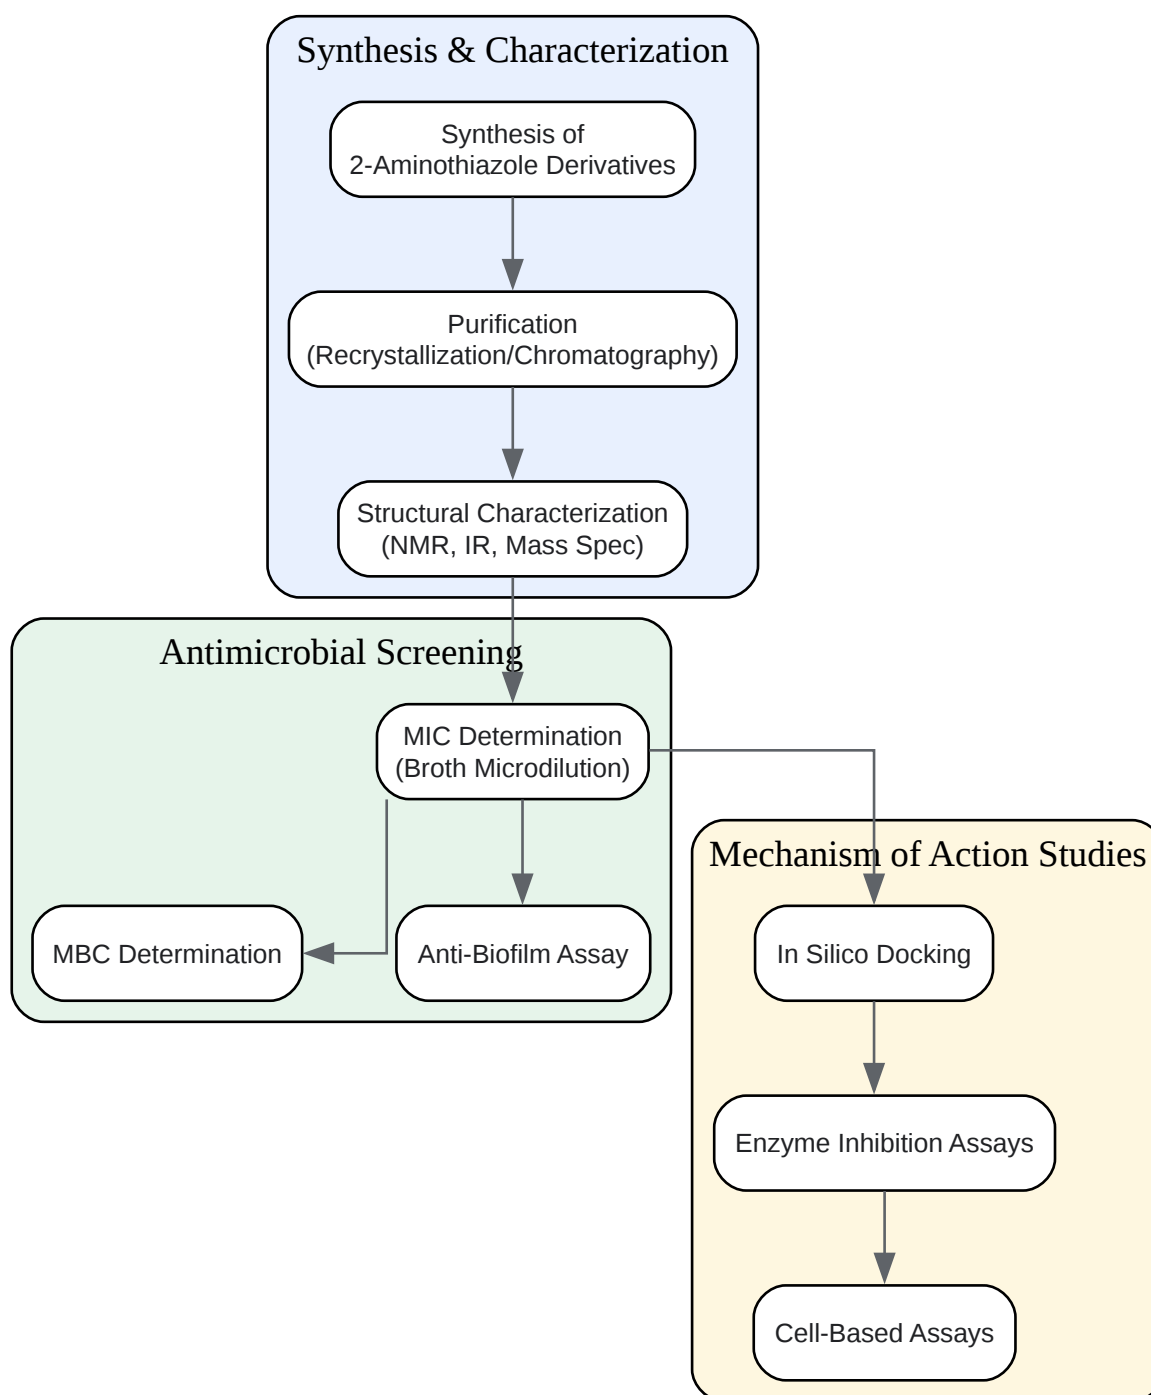 Synthesis & Characterization
Synthesis of
2-Aminothiazole Derivatives
Purification
(Recrystallization/Chromatography)
Structural Characterization
(NMR, IR, Mass Spec)
Antimicrobial Screening
MIC Determination
(Broth Microdilution)
MBC Determination
Anti-Biofilm Assay
Mechanism of Action Studies
In Silico Docking
Enzyme Inhibition Assays
Cell-Based Assays